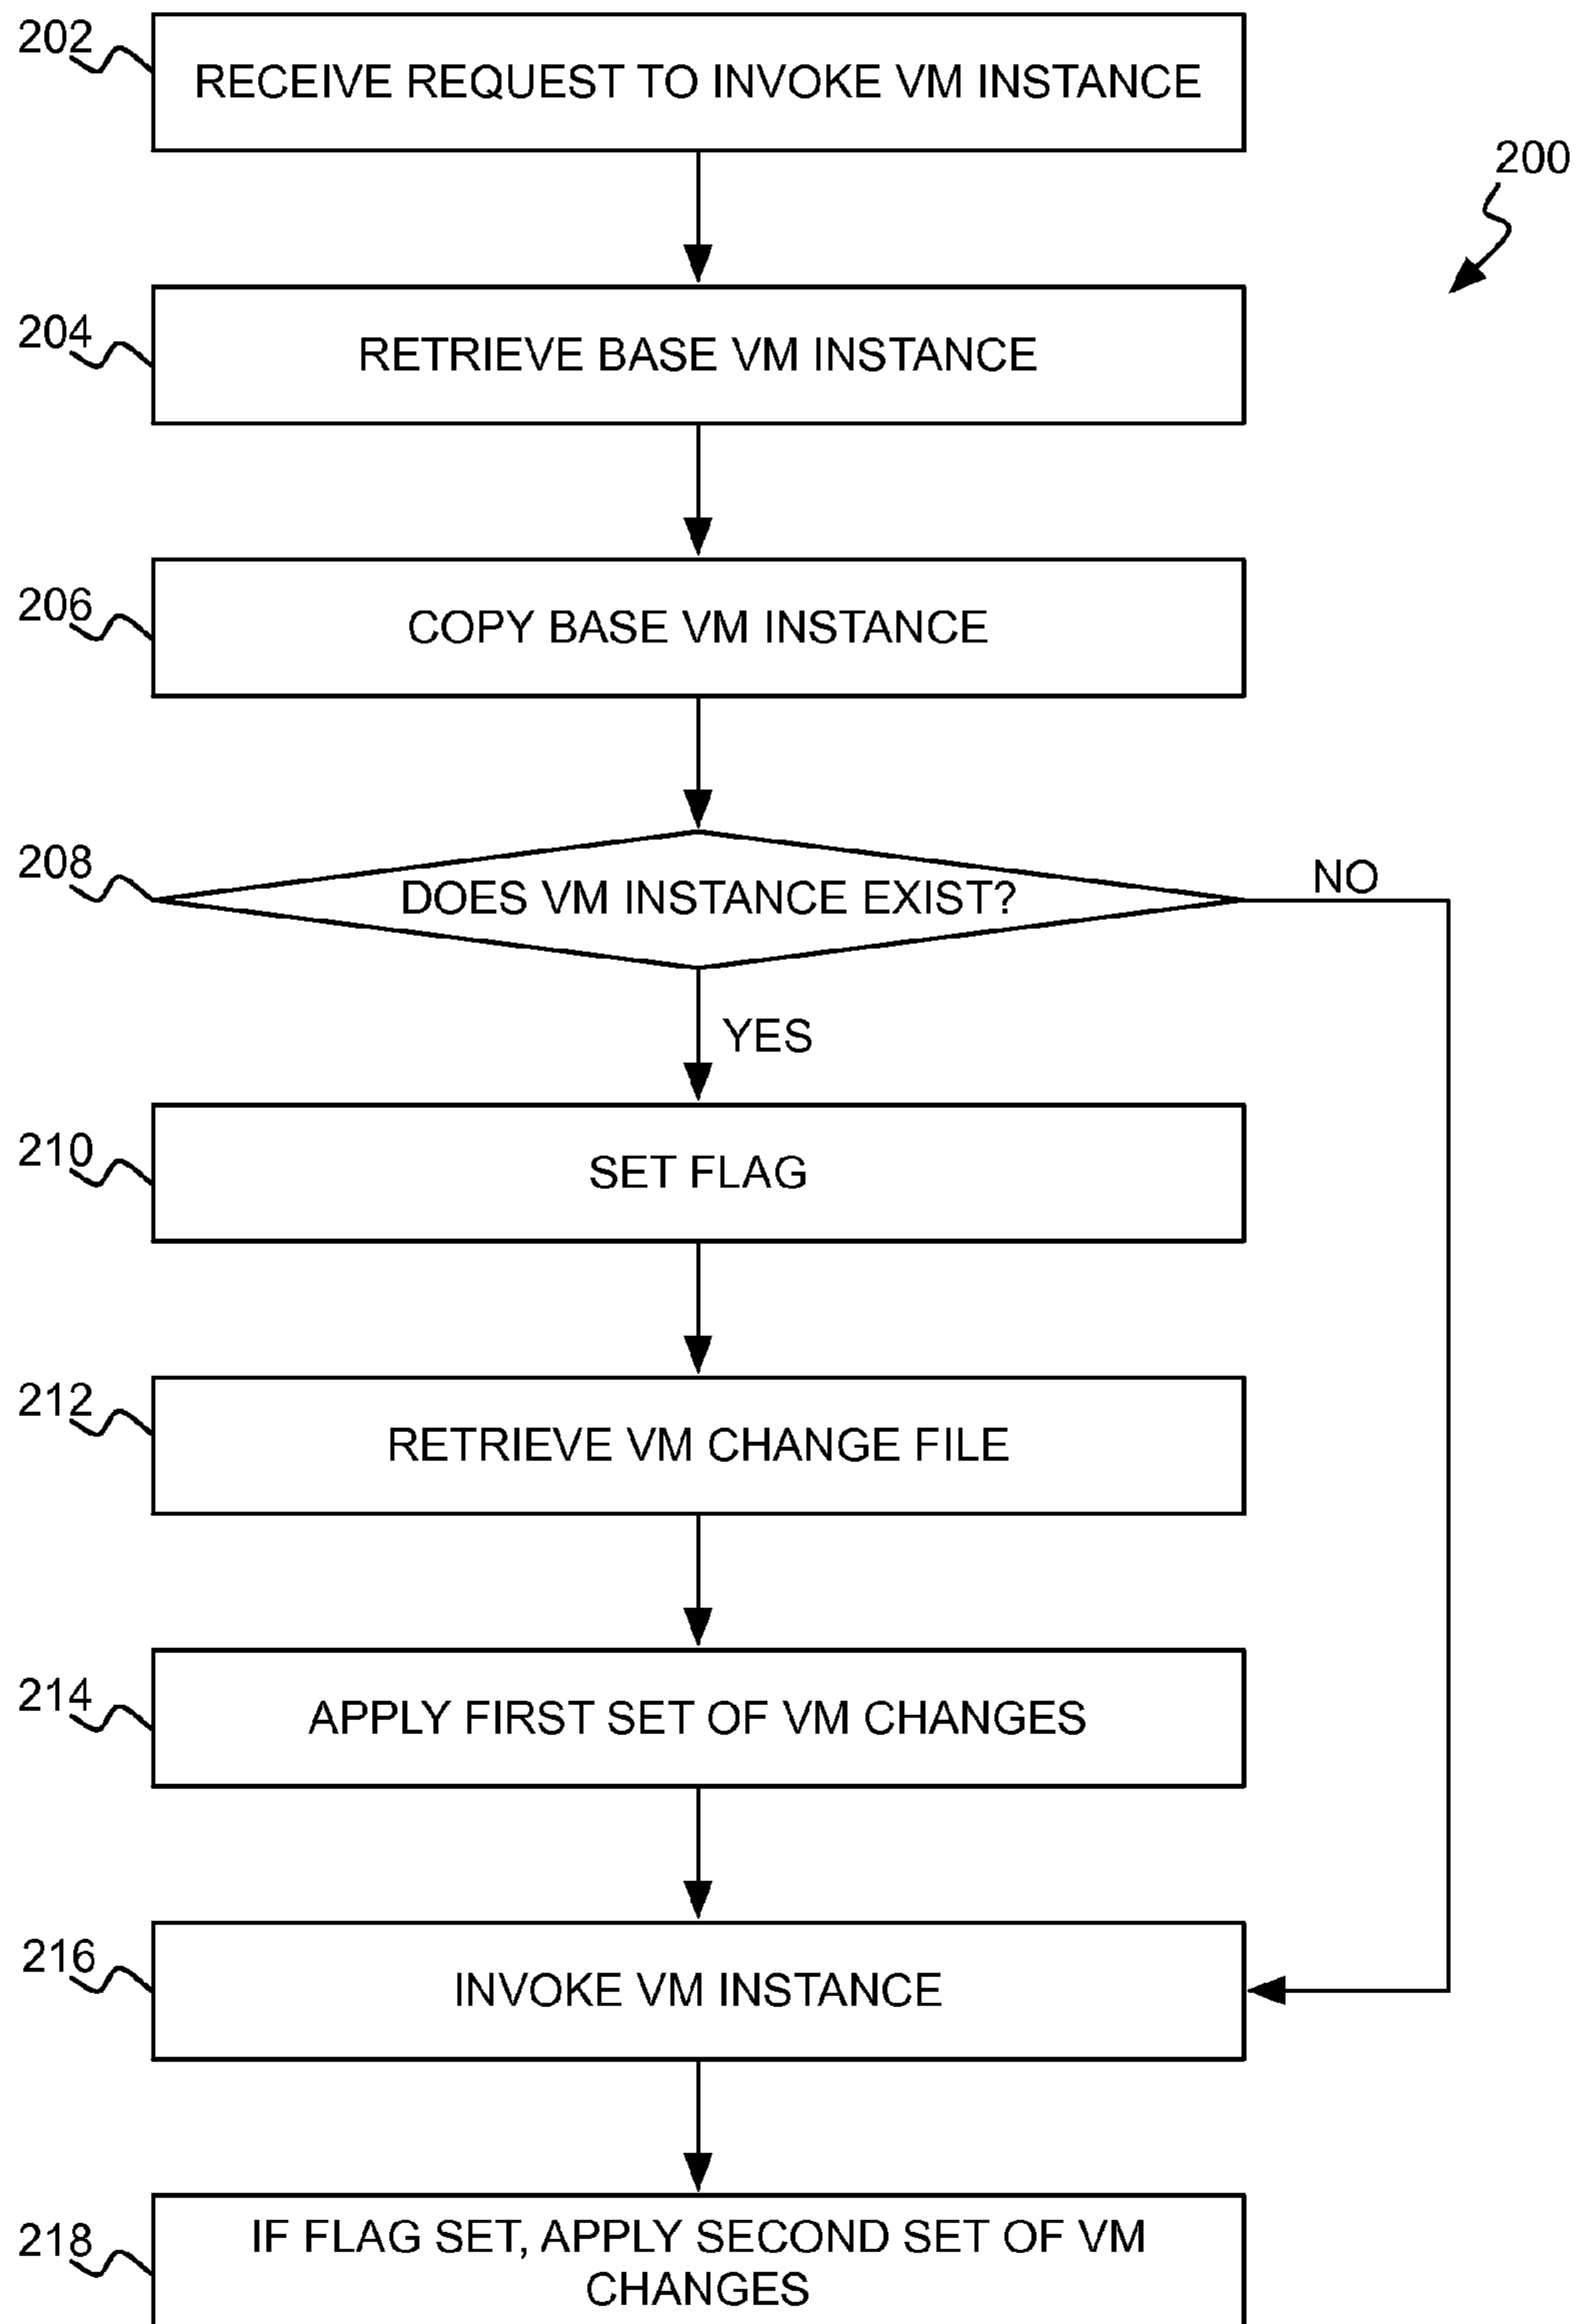 202
RECEIVE REQUEST TO INVOKE VM INSTANCE
200
204
RETRIEVE BASE VM INSTANCE
206
COPY BASE VM INSTANCE
208
DOES VM INSTANCE EXIST?
NO
YES
210
SET FLAG
212
RETRIEVE VM CHANGE FILE
214
APPLY FIRST SET OF VM CHANGES
216
INVOKE VM INSTANCE
218
IF FLAG SET, APPLY SECOND SET OF VM
CHANGES